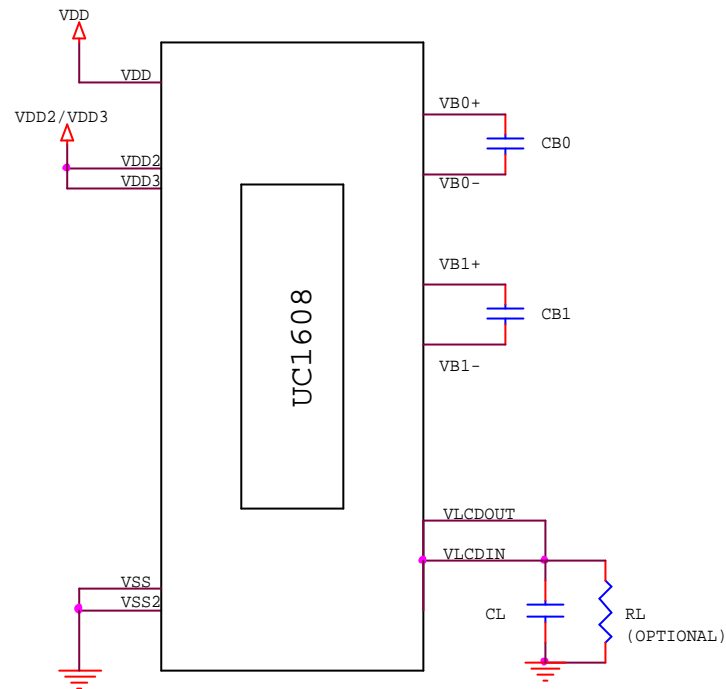 VDD
VDD
VDD2/VDD3
VDD2
VDD3
VB0+
CB0
VB0-
VB1+
CB1
VB1-
UC1608
VLCDOUT
VLCDIN
VSS
VSS2
CL
RL
(OPTIONAL)